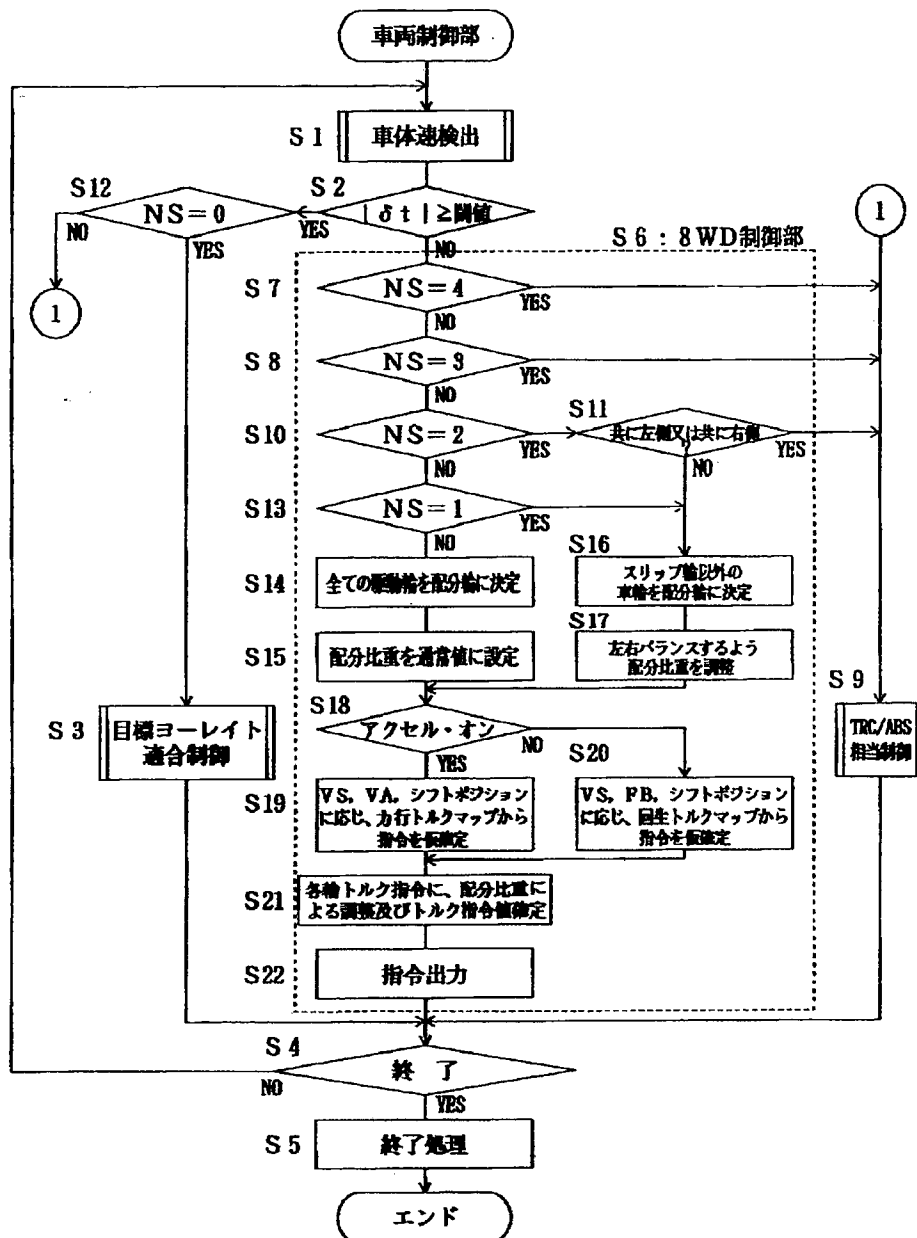 車両制御部
S1
車体速検出
S12
NS=0
NO
YES
S2
|δt|≥閾値
YES
NO
1
1
S6:8WD制御部
S7
NS=4
YES
NO
S8
NS=3
YES
NO
S10
NS=2
YES
NO
S11
共に左側又は共に右側
YES
NO
S13
NS=1
YES
NO
S14
全ての駆動輪を配分輪に決定
S16
スリップ輪以外の
車輪を配分輪に決定
S15
配分比重を通常値に設定
S17
左右バランスするよう
配分比重を調整
S3
目標ヨーレイト
適合制御
S9
TRC/ABS
相当制御
S18
アクセル・オン
NO
YES
S19
VS,VA,シフトポジション
に応じ、力行トルクマップから
指令を仮確定
S20
VS,FB,シフトポジション
に応じ、回生トルクマップから
指令を仮確定
S21
各輪トルク指令に、配分比重に
よる調整及びトルク指令値確定
S22
指令出力
S4
終了
NO
YES
S5
終了処理
エンド